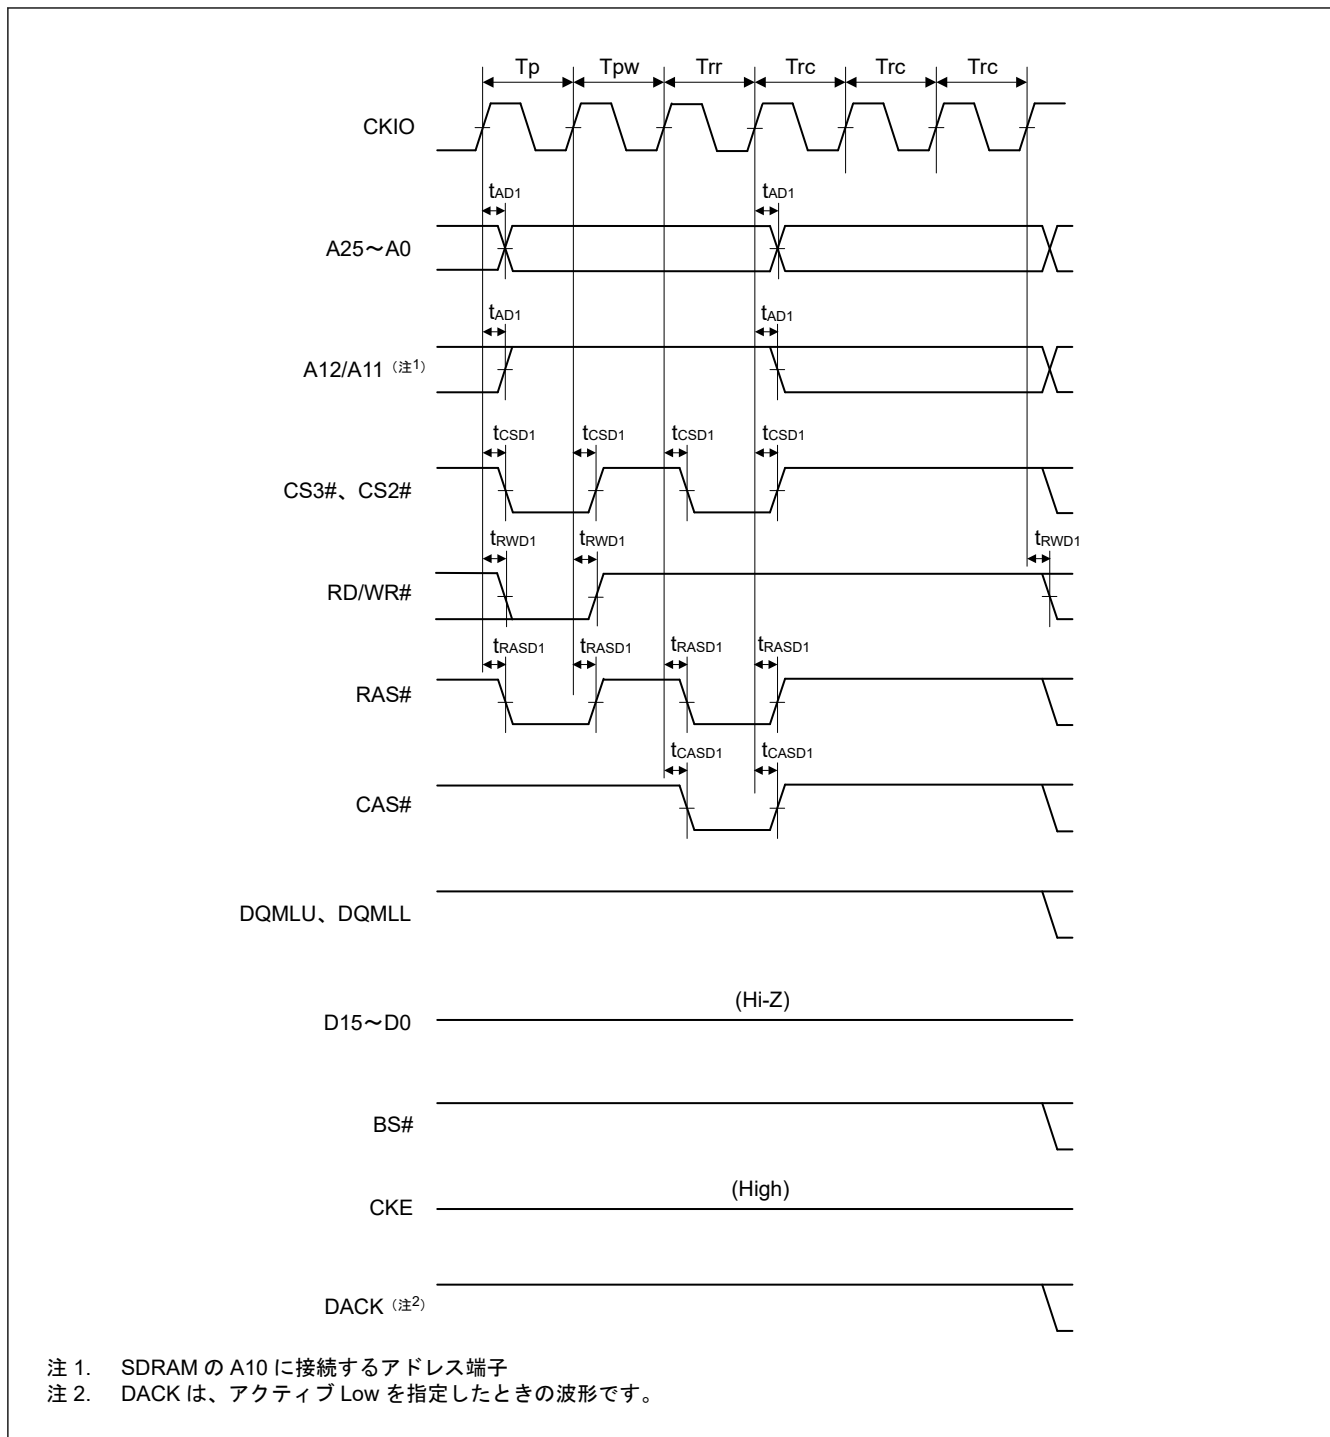 Tp Tpw Trr Trc Trc Trc
CKIO
tAD1 tAD1
A25～A0
tAD1 tAD1
A12/A11（注1）
tCSD1 tCSD1 tCSD1 tCSD1
CS3#、CS2#
tRWD1 tRWD1 tRWD1
RD/WR#
tRASD1 tRASD1 tRASD1 tRASD1
RAS#
tCASD1 tCASD1
CAS#
DQMLU、DQMLL
(Hi-Z)
D15～D0
BS#
(High)
CKE
DACK（注2）
注 1. SDRAM の A10 に接続するアドレス端子
注 2. DACK は、アクティブ Low を指定したときの波形です。